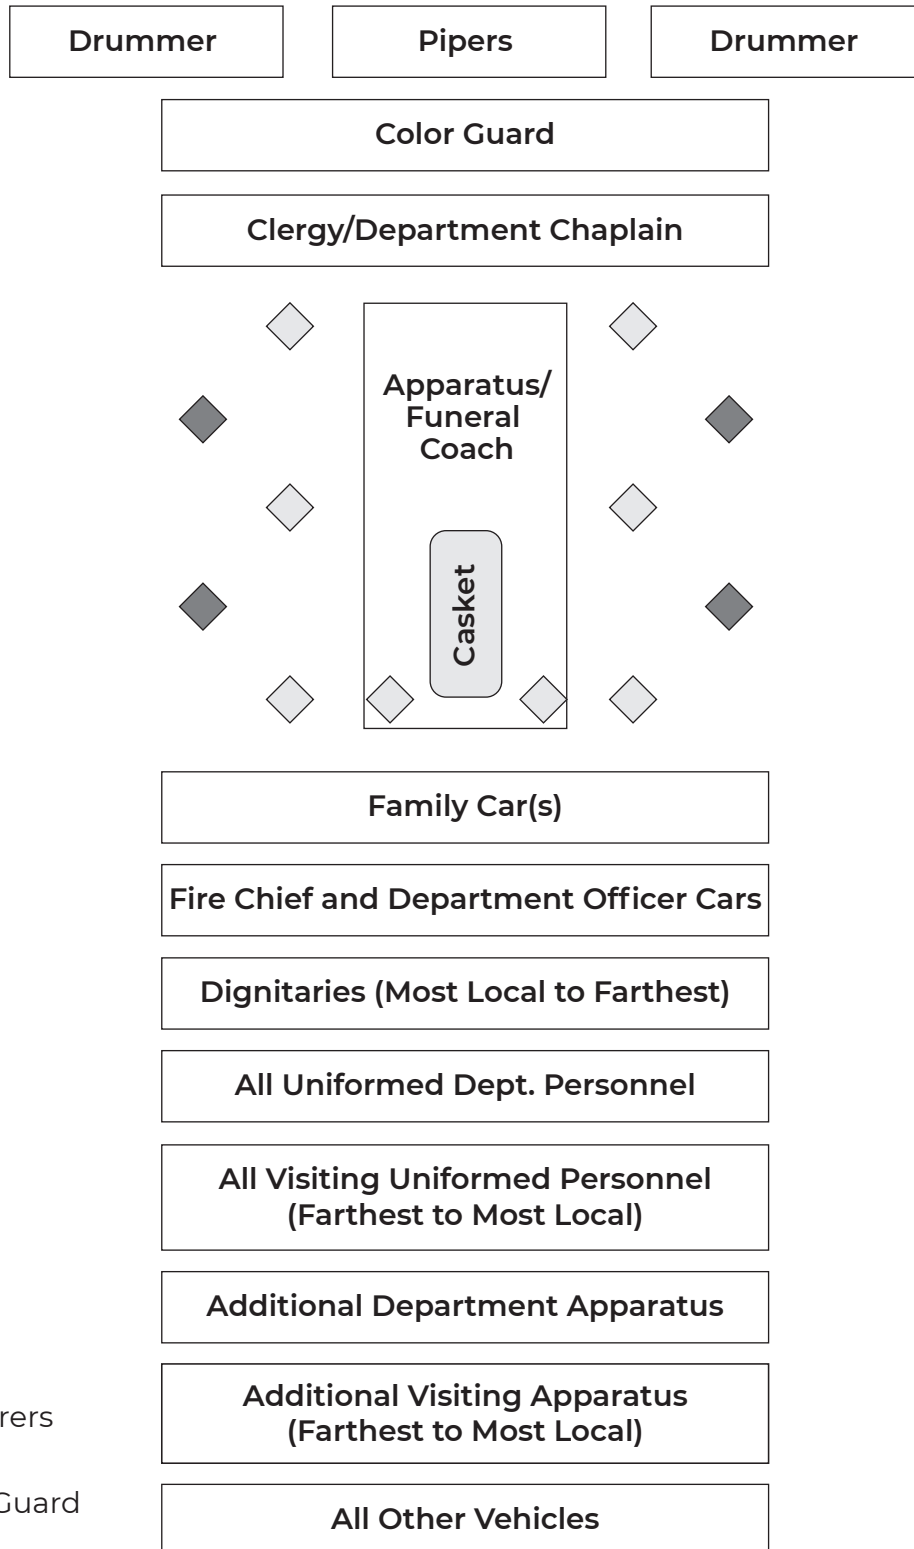 Drummer
Pipers
Drummer
Color Guard
Clergy/Department Chaplain
Apparatus/
Funeral
Coach
Casket
Family Car(s)
Fire Chief and Department Officer Cars
Dignitaries (Most Local to Farthest)
All Uniformed Dept. Personnel
All Visiting Uniformed Personnel
(Farthest to Most Local)
Additional Department Apparatus
Additional Visiting Apparatus
(Farthest to Most Local)
rers
Guard
All Other Vehicles